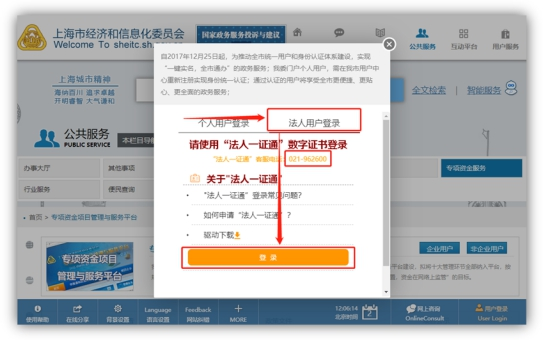 上海市经济和信息化委员会
Welcome To sheitc.sh.
国家政务服务投诉与建议
公共服务
互动平台
用户服务
自2017年12月25日起，为推动全市统一用户和身份认证体系建设，实现
“一键实名，全市通办”的政务服务；我委门户个人用户，需在我市用户中
心重新注册实现身份统一认证；通过认证的用户将享受全市更便捷、更贴
心、更全面的政务服务；
上海城市精神
海纳百川 追求卓越
开明睿智 大气谦和
全文检索
智能服务
个人用户登录
法人用户登录
公共服务
PUBLIC SERVICE
本栏目导航
请使用“法人一证通”数字证书登录
“法人一证通”客服电话：021-962600
办事大厅
其他事项
专项资金服务
关于“法人一证通”
行业服务
便民查询
• “法人一证通”登录常见问题?
首页 > 专项资金项目管理与服务平台
• 如何申请“法人一证通”?
• 驱动下载
专项资金项目
管理与服务平台
企业用户
非企业用户
登 录
使用帮助
在线分享
背景设置
Language
语言设置
Feedback
网站纠错
+
MORE
12:06:14
北京时间
7
网上咨询
OnlineConsult
用户登录
User Login